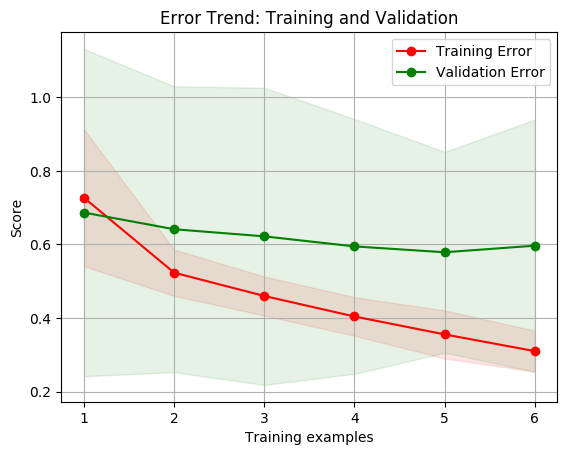 Error Trend: Training and Validation
Training Error
Validation Error
Score
1.0
0.8
0.6
0.4
0.2
1 2 3 4 5 6
Training examples